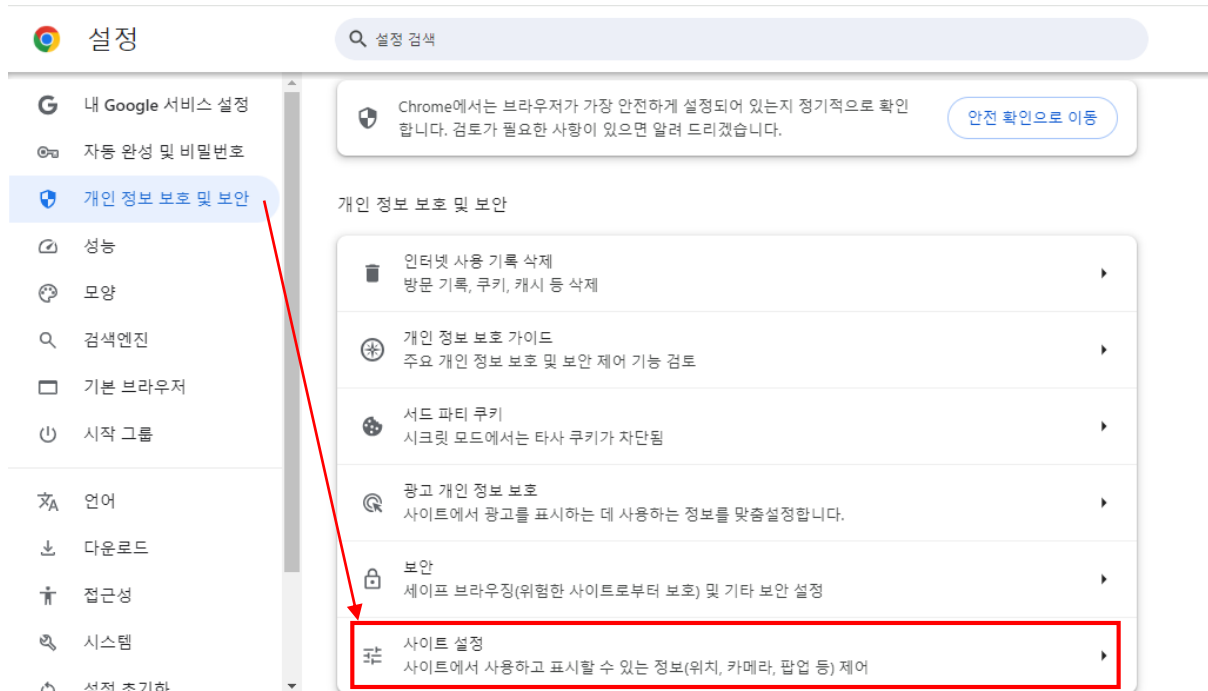 설정
설정 검색
내 Google 서비스 설정
자동 완성 및 비밀번호
개인 정보 보호 및 보안
성능
모양
검색엔진
기본 브라우저
시작 그룹
언어
다운로드
접근성
시스템
설정 초기화
Chrome에서는 브라우저가 가장 안전하게 설정되어 있는지 정기적으로 확인
합니다. 검토가 필요한 사항이 있으면 알려 드리겠습니다.
안전 확인으로 이동
개인 정보 보호 및 보안
인터넷 사용 기록 삭제
방문 기록, 쿠키, 캐시 등 삭제
개인 정보 보호 가이드
주요 개인 정보 보호 및 보안 제어 기능 검토
서드 파티 쿠키
시크릿 모드에서는 타사 쿠키가 차단됨
광고 개인 정보 보호
사이트에서 광고를 표시하는 데 사용하는 정보를 맞춤설정합니다.
보안
세이프 브라우징(위험한 사이트로부터 보호) 및 기타 보안 설정
사이트 설정
사이트에서 사용하고 표시할 수 있는 정보(위치, 카메라, 팝업 등) 제어